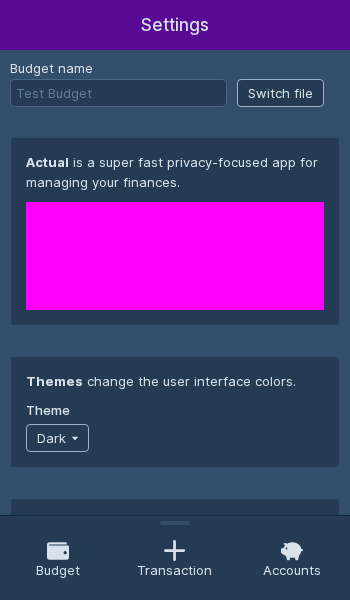 Settings
Budget name
Test Budget
Switch file
Actual is a super fast privacy-focused app for
managing your finances.
Themes change the user interface colors.
Theme
Dark
Budget
Transaction
Accounts